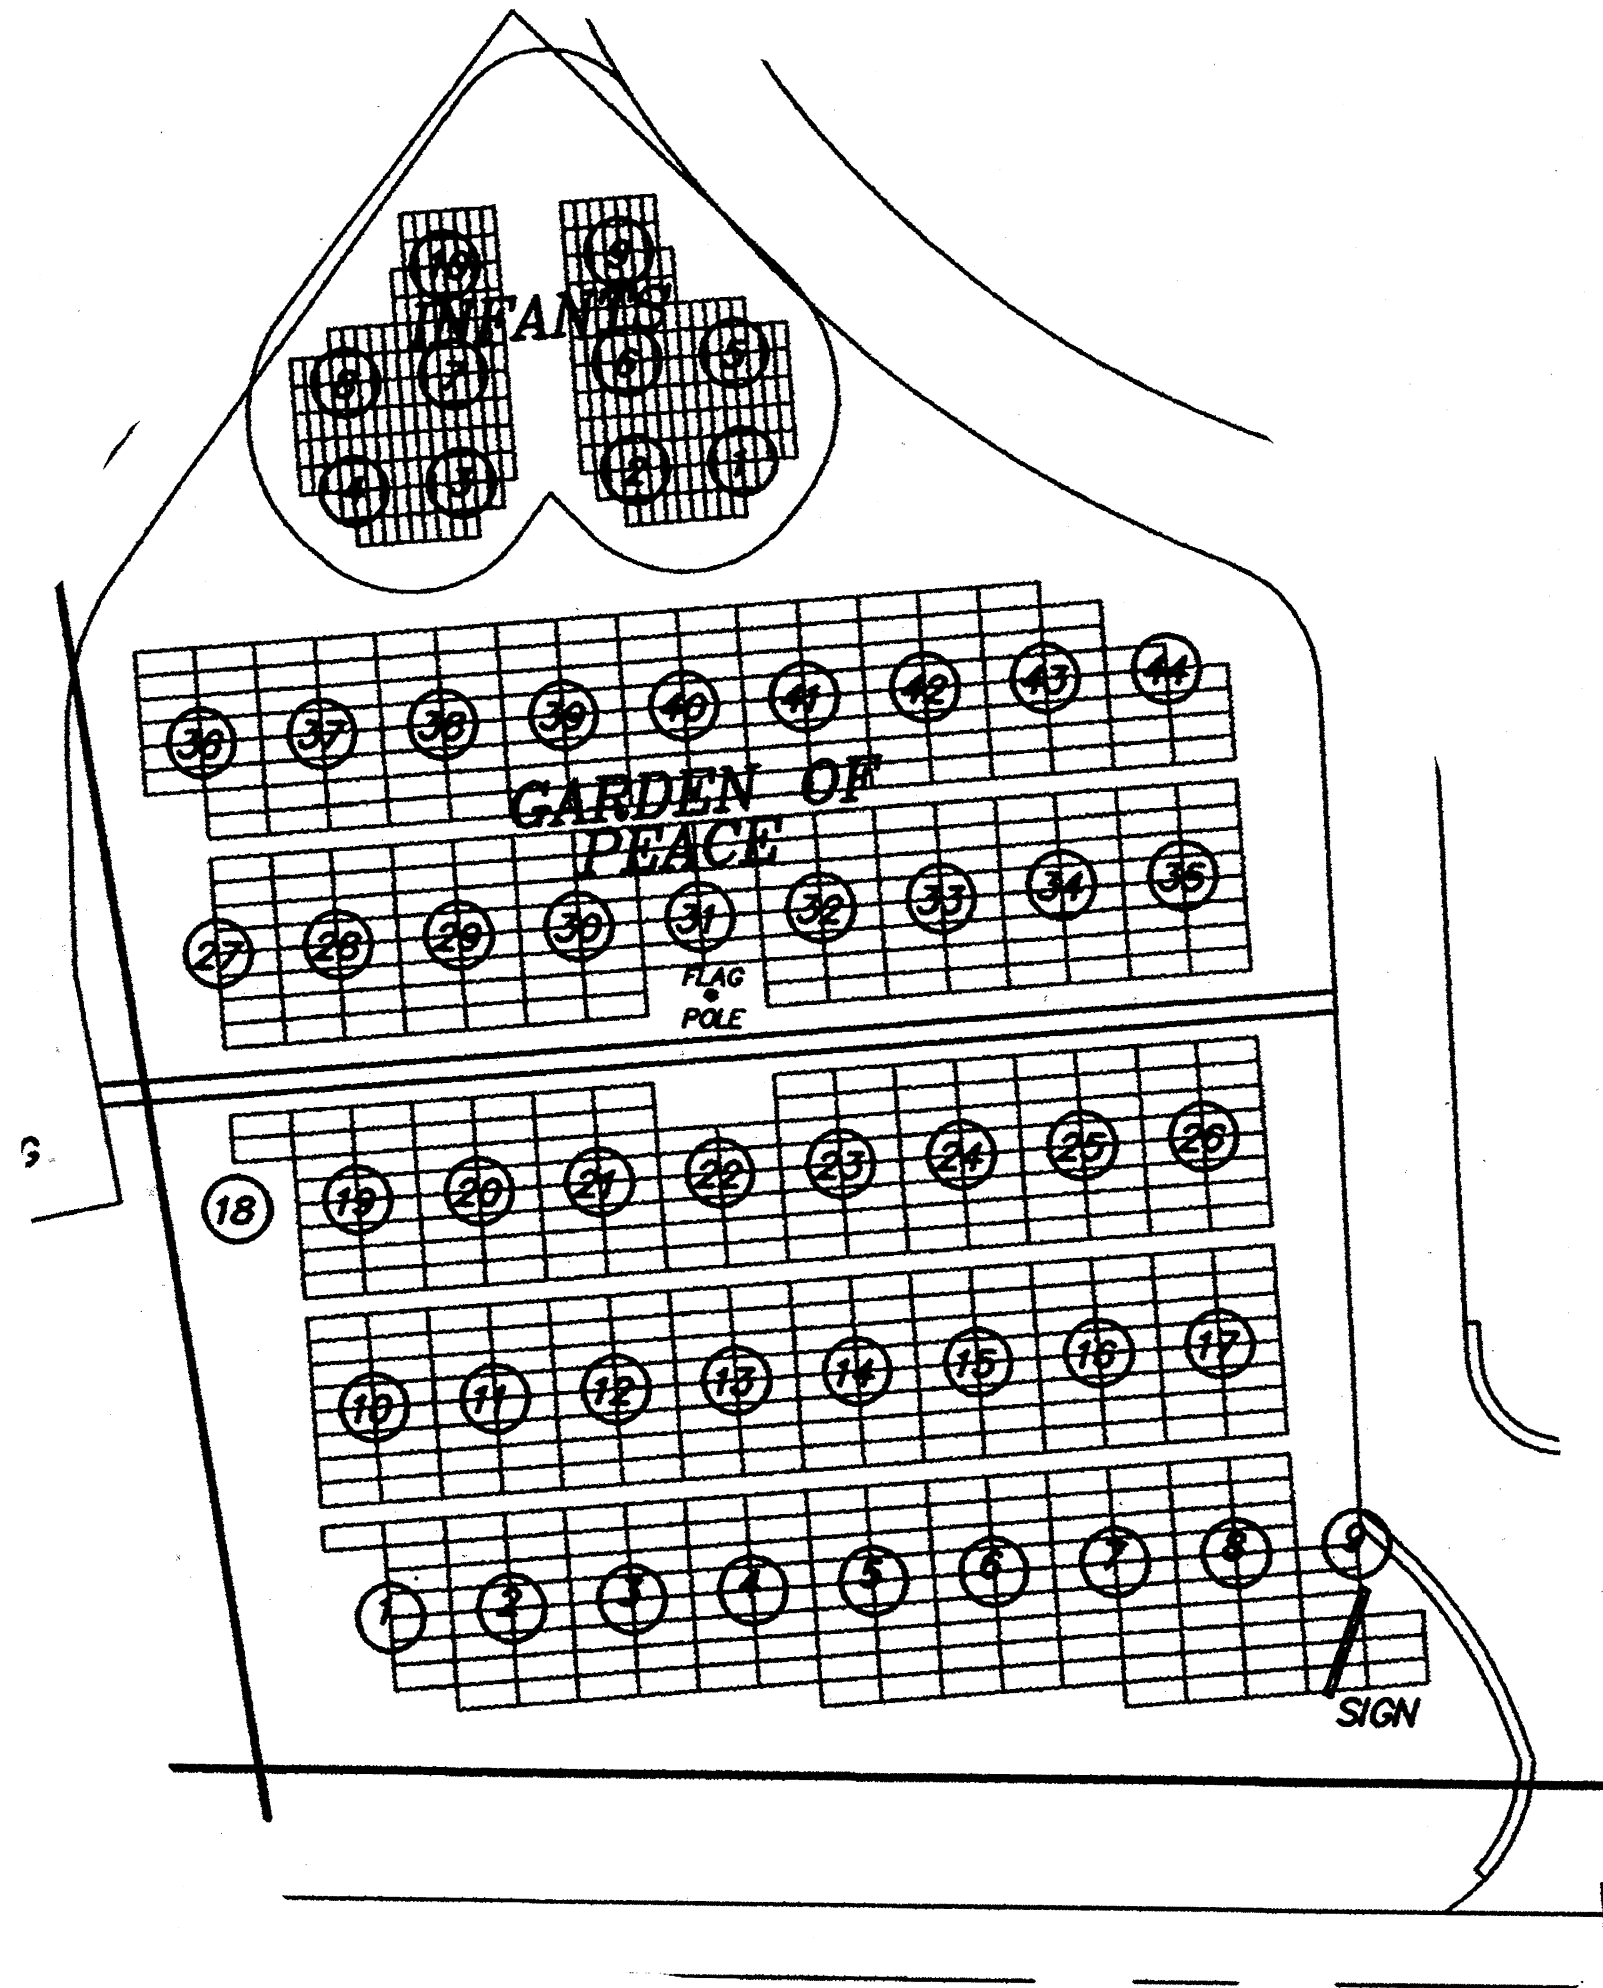 10 9
INFANTS
8 7 6 5
4 3 2 1
36 37 38 39 40 41 42 43 44
GARDEN OF
PEACE
27 28 29 30 31 32 33 34 35
FLAG
POLE
18 19 20 21 22 23 24 25 26
G
10 11 12 13 14 15 16 17
1 2 3 4 5 6 7 8 9
SIGN